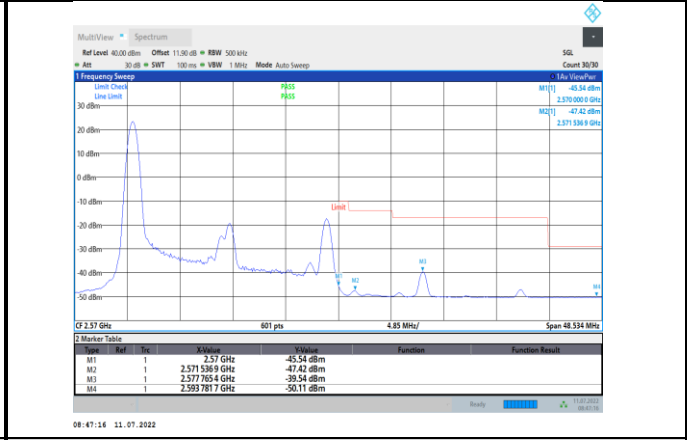 MultiView Spectrum
Ref Level 40.00 dBm Offset 11.90 dB RBW 500 kHz SGL
Att 30 dB SWT 100 ms VBW 1 MHz Mode Auto Sweep Count 30/30
1 Frequency Sweep 1Av ViewPwr
Limit Check PASS M1[1] -45.54 dBm
Line Limit PASS 2.570 000 0 GHz
30 dBm M2[1] -47.42 dBm
2.571 536 9 GHz
20 dBm
10 dBm
0 dBm
-10 dBm
Limit
-20 dBm
-30 dBm
M3
-40 dBm
M1 M2 M4
-50 dBm
CF 2.57 GHz 601 pts 4.85 MHz/ Span 48.534 MHz
2 Marker Table
Type Ref Trc X-Value Y-Value Function Function Result
M1 1 2.57 GHz -45.54 dBm
M2 1 2.571 536 9 GHz -47.42 dBm
M3 1 2.577 765 4 GHz -39.54 dBm
M4 1 2.593 781 7 GHz -50.11 dBm
Ready 11.07.2022
08:47:16
08:47:16 11.07.2022